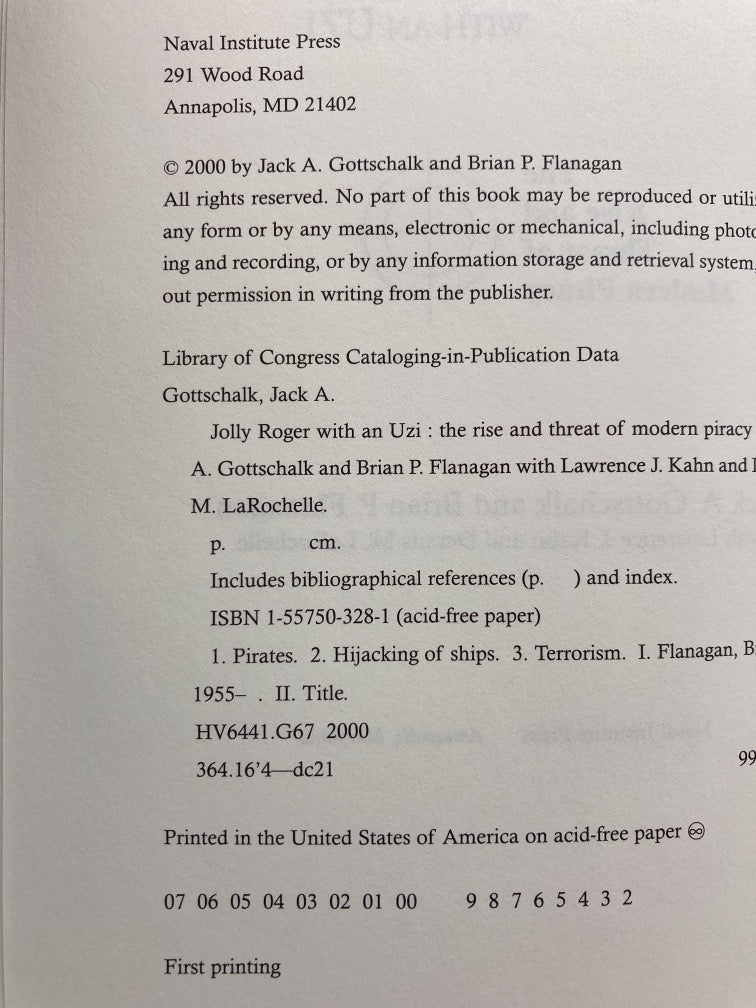 Naval Institute Press
291 Wood Road
Annapolis, MD 21402
© 2000 by Jack A. Gottschalk and Brian P. Flanagan
All rights reserved. No part of this book may be reproduced or utili
any form or by any means, electronic or mechanical, including photo
ing and recording, or by any information storage and retrieval system,
out permission in writing from the publisher.
Library of Congress Cataloging-in-Publication Data
Gottschalk, Jack A.
Jolly Roger with an Uzi : the rise and threat of modern piracy
A. Gottschalk and Brian P. Flanagan with Lawrence J. Kahn and
M. LaRochelle.
p. cm.
Includes bibliographical references (p. ) and index.
ISBN 1-55750-328-1 (acid-free paper)
1. Pirates. 2. Hijacking of ships. 3. Terrorism. I. Flanagan, B
1955– . II. Title.
HV6441.G67 2000
364.16’4—dc21
99
Printed in the United States of America on acid-free paper ♾
07 06 05 04 03 02 01 00 9 8 7 6 5 4 3 2
First printing